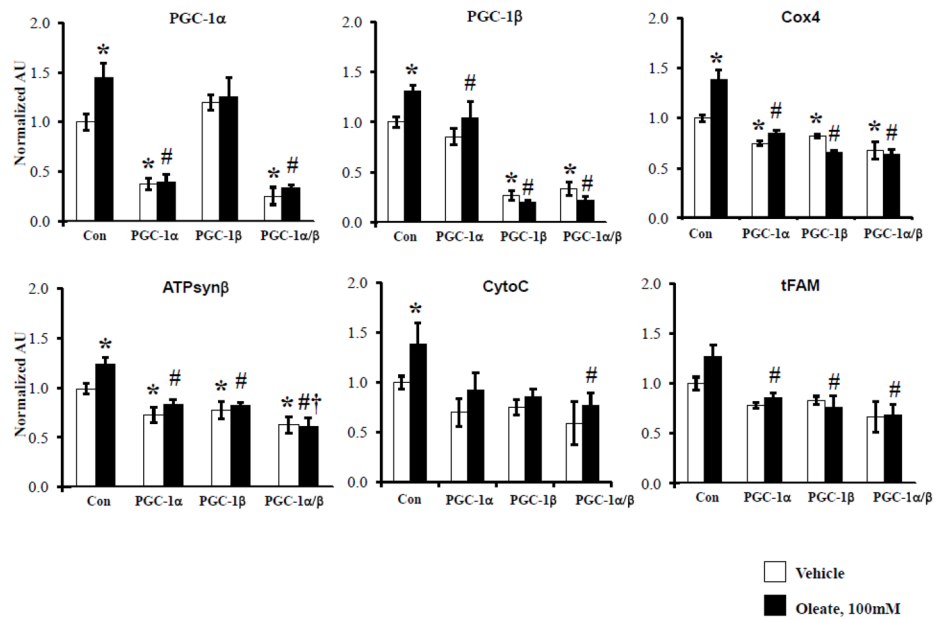 PGC-1α
Normalized AU
2.0
1.5
1.0
0.5
0.0
*
*
#
*
#
Con
PGC-1α
PGC-1β
PGC-1α/β
PGC-1β
2.0
1.5
1.0
0.5
0.0
*
#
*
#
*
#
Con
PGC-1α
PGC-1β
PGC-1α/β
Cox4
2.0
1.5
1.0
0.5
0.0
*
*
#
*
#
*
#
Con
PGC-1α
PGC-1β
PGC-1α/β
ATPsynβ
Normalized AU
2.0
1.5
1.0
0.5
0.0
*
*
#
*
#
*
#†
Con
PGC-1α
PGC-1β
PGC-1α/β
CytoC
2.0
1.5
1.0
0.5
0.0
*
#
Con
PGC-1α
PGC-1β
PGC-1α/β
tFAM
2.0
1.5
1.0
0.5
0.0
#
#
#
Con
PGC-1α
PGC-1β
PGC-1α/β
Vehicle
Oleate, 100mM